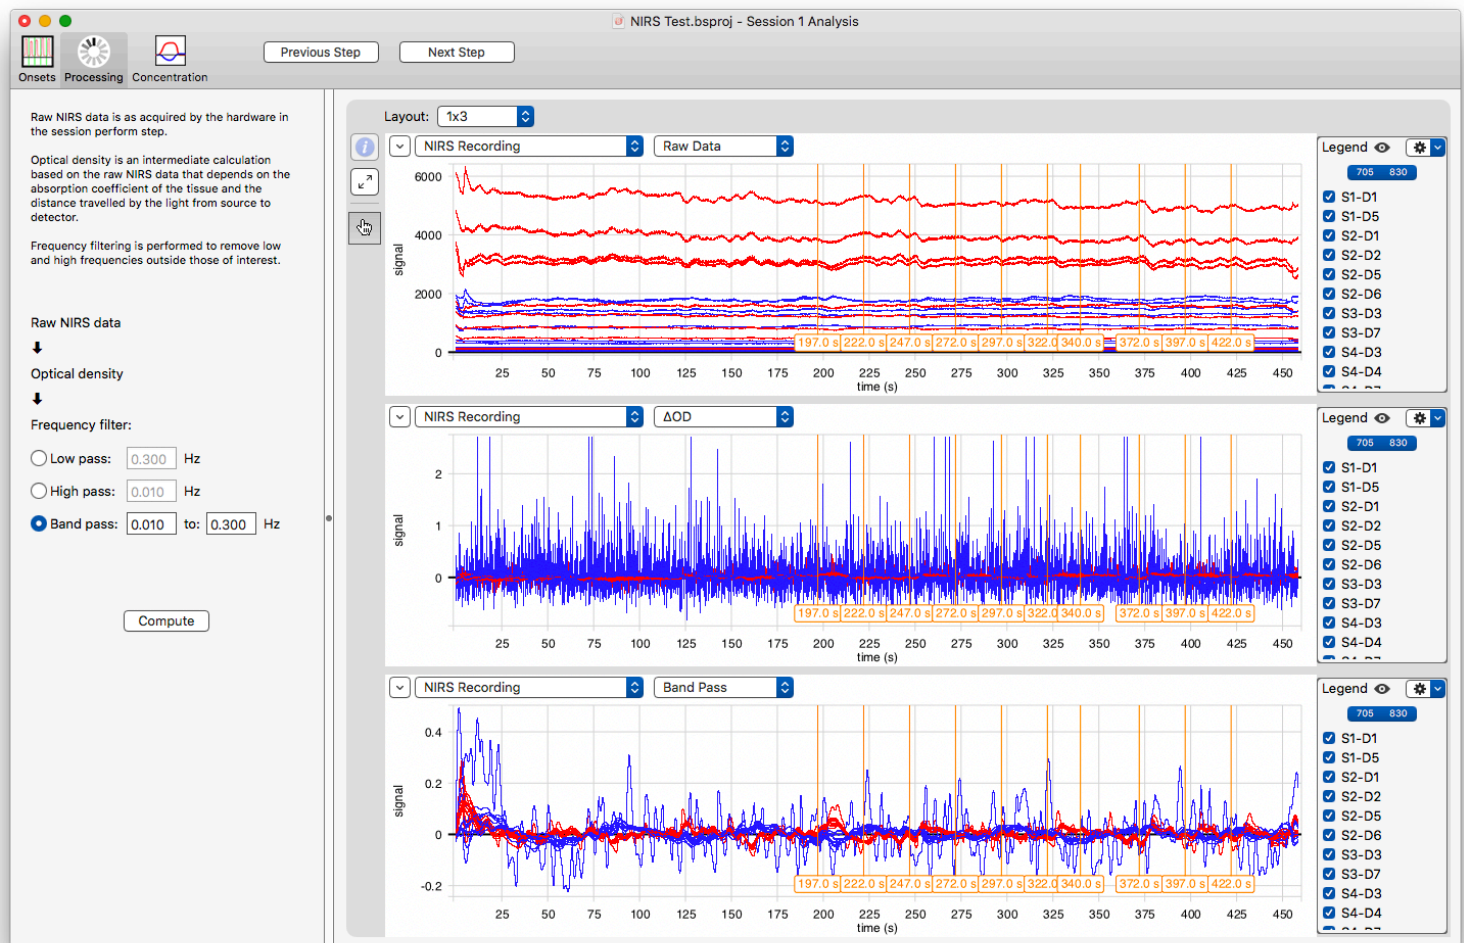 NIRS Test.bsproj - Session 1 Analysis
Onsets Processing Concentration
Previous Step Next Step
Raw NIRS data is as acquired by the hardware in
the session perform step.
Optical density is an intermediate calculation
based on the raw NIRS data that depends on the
absorption coefficient of the tissue and the
distance travelled by the light from source to
detector.
Frequency filtering is performed to remove low
and high frequencies outside those of interest.
Raw NIRS data
Optical density
Frequency filter:
Low pass: 0.300 Hz
High pass: 0.010 Hz
Band pass: 0.010 to: 0.300 Hz
Compute
Layout: 1x3
NIRS Recording Raw Data
signal
6000
4000
2000
0
197.0 s 222.0 s 247.0 s 272.0 s 297.0 s 322.0 340.0 s 372.0 s 397.0 s 422.0 s
25 50 75 100 125 150 175 200 225 250 275 300 325 350 375 400 425 450
time (s)
Legend
705 830
S1-D1
S1-D5
S2-D1
S2-D2
S2-D5
S2-D6
S3-D3
S3-D7
S4-D3
S4-D4
NIRS Recording ΔOD
signal
2
1
0
197.0 s 222.0 s 247.0 s 272.0 s 297.0 s 322.0 340.0 s 372.0 s 397.0 s 422.0 s
25 50 75 100 125 150 175 200 225 250 275 300 325 350 375 400 425 450
time (s)
Legend
705 830
S1-D1
S1-D5
S2-D1
S2-D2
S2-D5
S2-D6
S3-D3
S3-D7
S4-D3
S4-D4
NIRS Recording Band Pass
signal
0.4
0.2
0
-0.2
197.0 s 222.0 s 247.0 s 272.0 s 297.0 s 322.0 340.0 s 372.0 s 397.0 s 422.0 s
25 50 75 100 125 150 175 200 225 250 275 300 325 350 375 400 425 450
time (s)
Legend
705 830
S1-D1
S1-D5
S2-D1
S2-D2
S2-D5
S2-D6
S3-D3
S3-D7
S4-D3
S4-D4